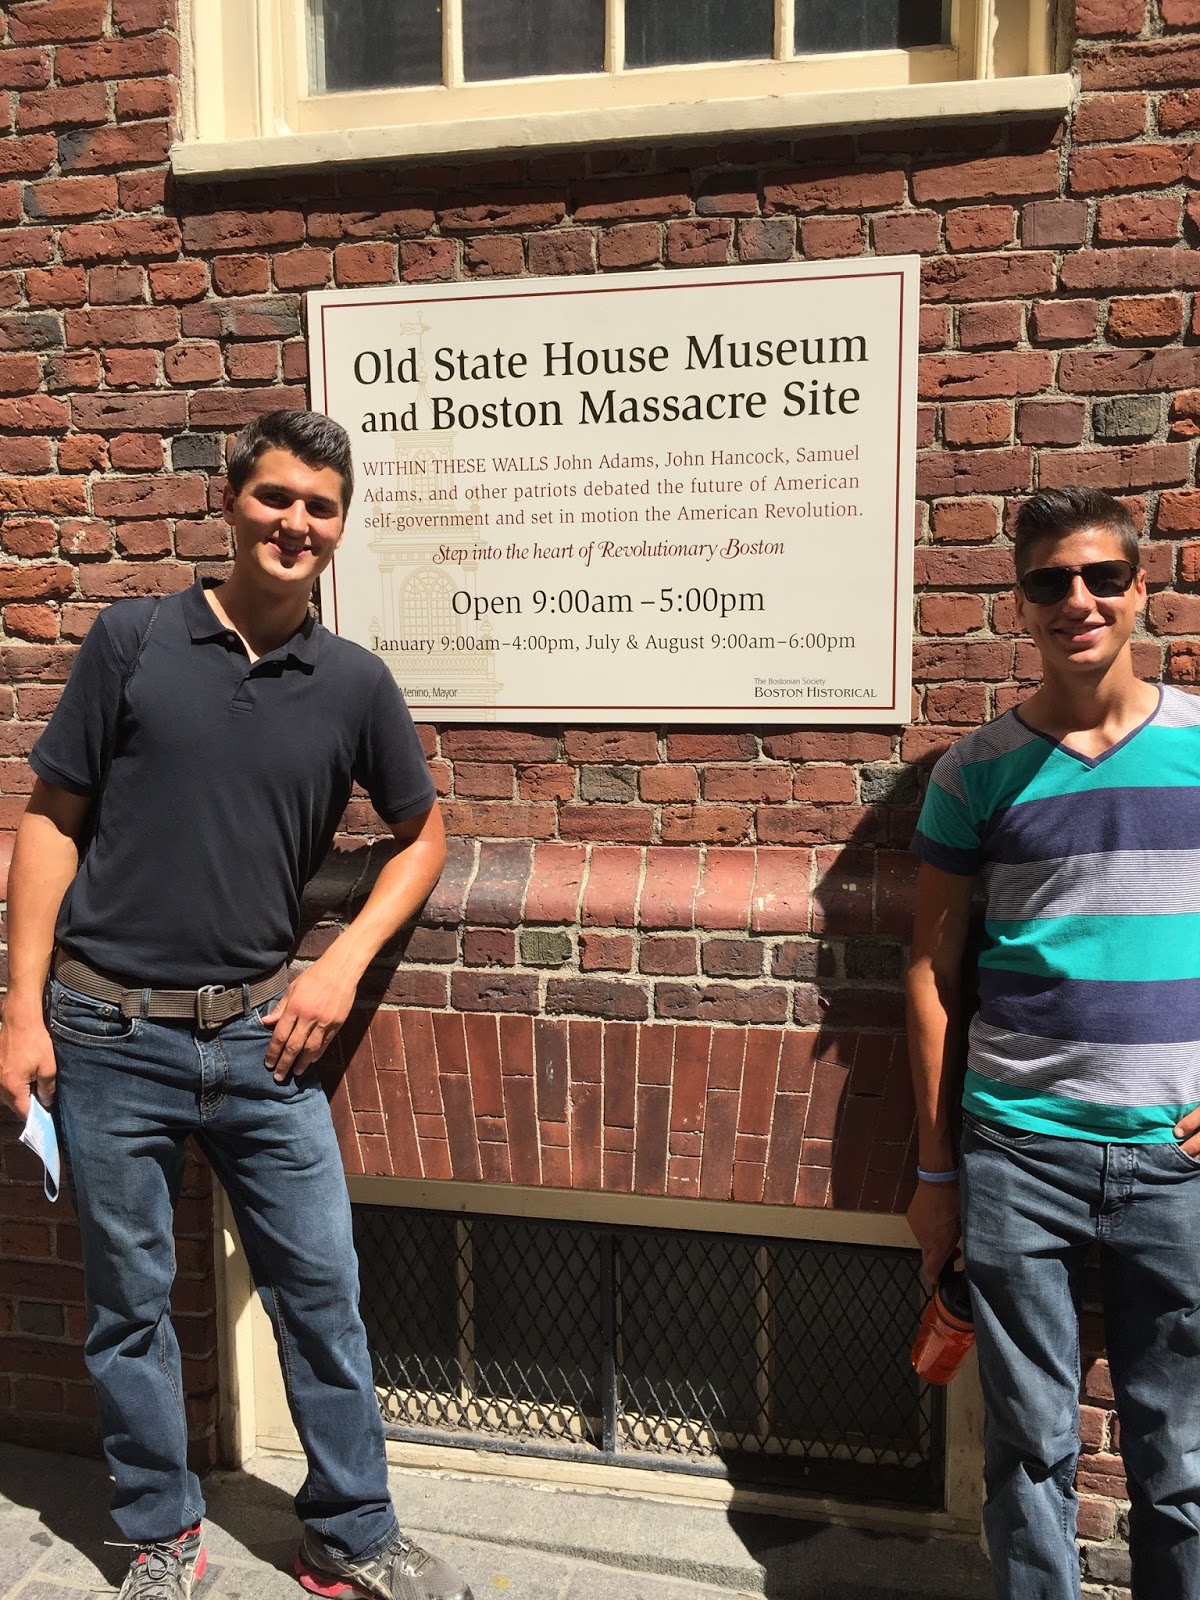 Old State House Museum
and Boston Massacre Site
WITHIN THESE WALLS John Adams, John Hancock, Samuel
Adams, and other patriots debated the future of American
self-government and set in motion the American Revolution.
Step into the heart of Revolutionary Boston
Open 9:00am–5:00pm
January 9:00am–4:00pm, July & August 9:00am–6:00pm
Menino, Mayor
The Bostonian Society
BOSTON HISTORICAL